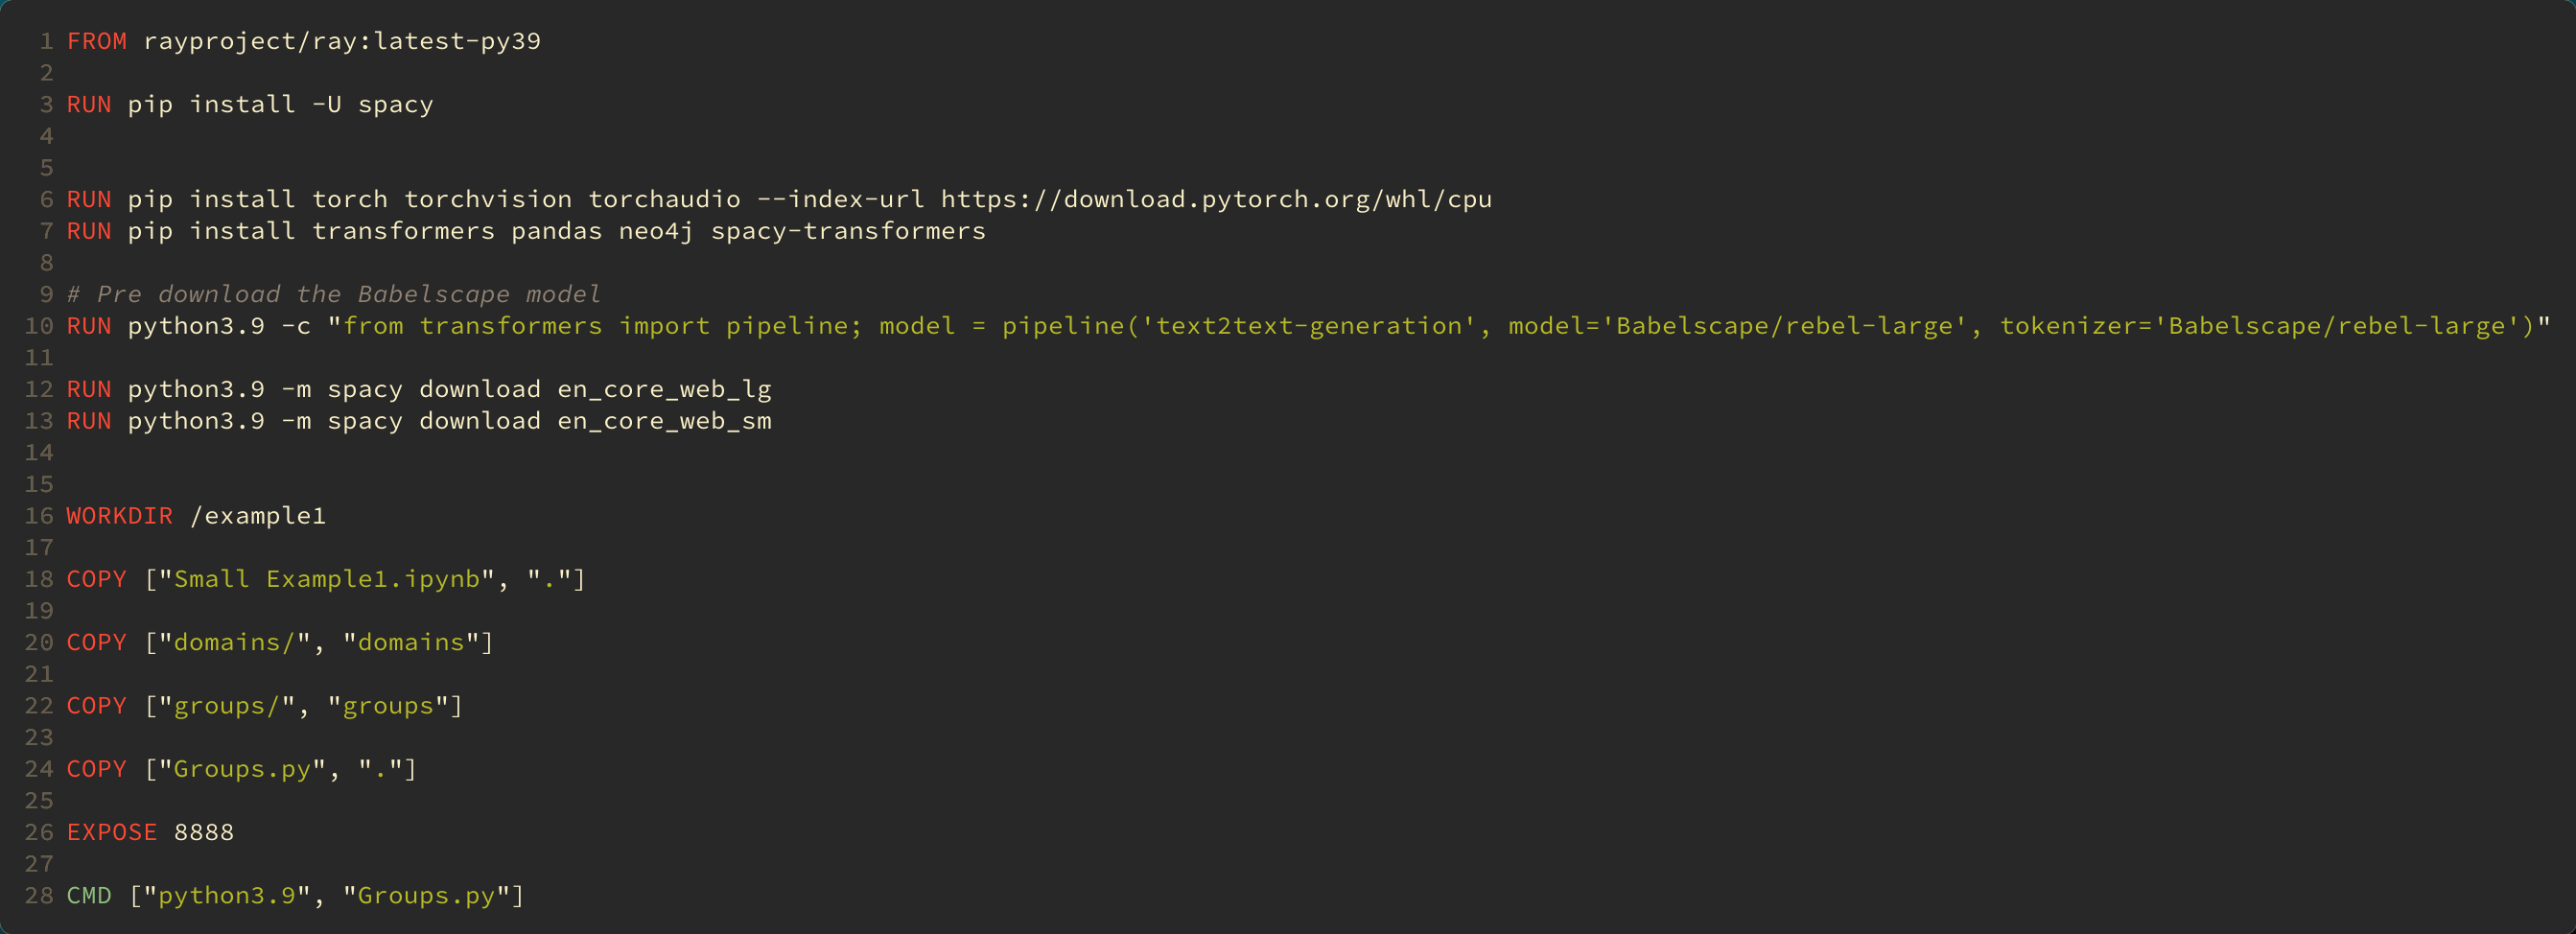 1 FROM rayproject/ray:latest-py39
2
3 RUN pip install -U spacy
4
5
6 RUN pip install torch torchvision torchaudio --index-url https://download.pytorch.org/whl/cpu
7 RUN pip install transformers pandas neo4j spacy-transformers
8
9 # Pre download the Babelscape model
10 RUN python3.9 -c "from transformers import pipeline; model = pipeline('text2text-generation', model='Babelscape/rebel-large', tokenizer='Babelscape/rebel-large')"
11
12 RUN python3.9 -m spacy download en_core_web_lg
13 RUN python3.9 -m spacy download en_core_web_sm
14
15
16 WORKDIR /example1
17
18 COPY ["Small Example1.ipynb", "."]
19
20 COPY ["domains/", "domains"]
21
22 COPY ["groups/", "groups"]
23
24 COPY ["Groups.py", "."]
25
26 EXPOSE 8888
27
28 CMD ["python3.9", "Groups.py"]